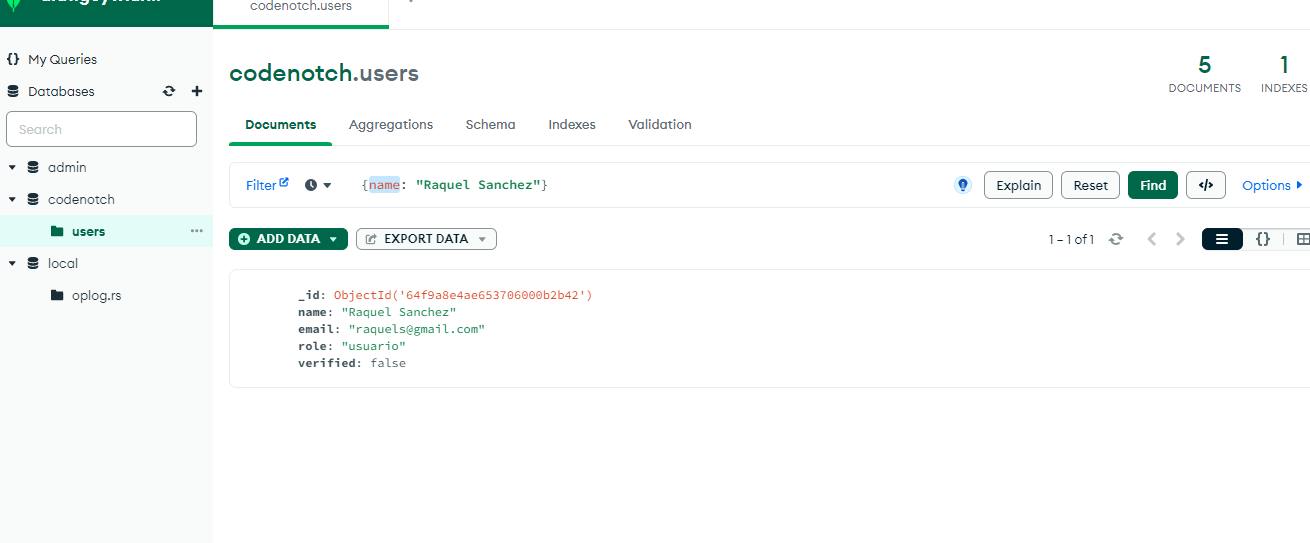 codenotch.users
My Queries
Databases
Search
admin
codenotch
users
local
oplog.rs
codenotch.users
5
DOCUMENTS
1
INDEXES
Documents
Aggregations
Schema
Indexes
Validation
Filter
{name: "Raquel Sanchez"}
Explain
Reset
Find
</>
Options
ADD DATA
EXPORT DATA
1 – 1 of 1
{}
_id: ObjectId('64f9a8e4ae653706000b2b42')
name: "Raquel Sanchez"
email: "raquels@gmail.com"
role: "usuario"
verified: false